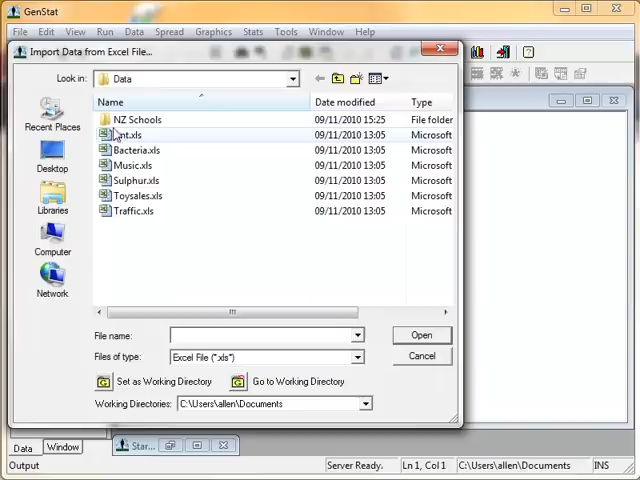 GenStat
File Edit View Run Data Spread Graphics Stats Tools Window Help
Import Data from Excel File...
Look in: Data
Name Date modified Type
NZ Schools 09/11/2010 15:25 File folder
09/11/2010 13:05 Microsoft
Bacteria.xls 09/11/2010 13:05 Microsoft
Music.xls 09/11/2010 13:05 Microsoft
Sulphur.xls 09/11/2010 13:05 Microsoft
Toysales.xls 09/11/2010 13:05 Microsoft
Traffic.xls 09/11/2010 13:05 Microsoft
Recent Places
Desktop
Libraries
Computer
Network
File name: Open
Files of type: Excel File (*.xls*) Cancel
Set as Working Directory Go to Working Directory
Working Directories: C:\Users\allen\Documents
Data Window Star...
Output Server Ready. Ln 1, Col 1 C:\Users\allen\Documents INS